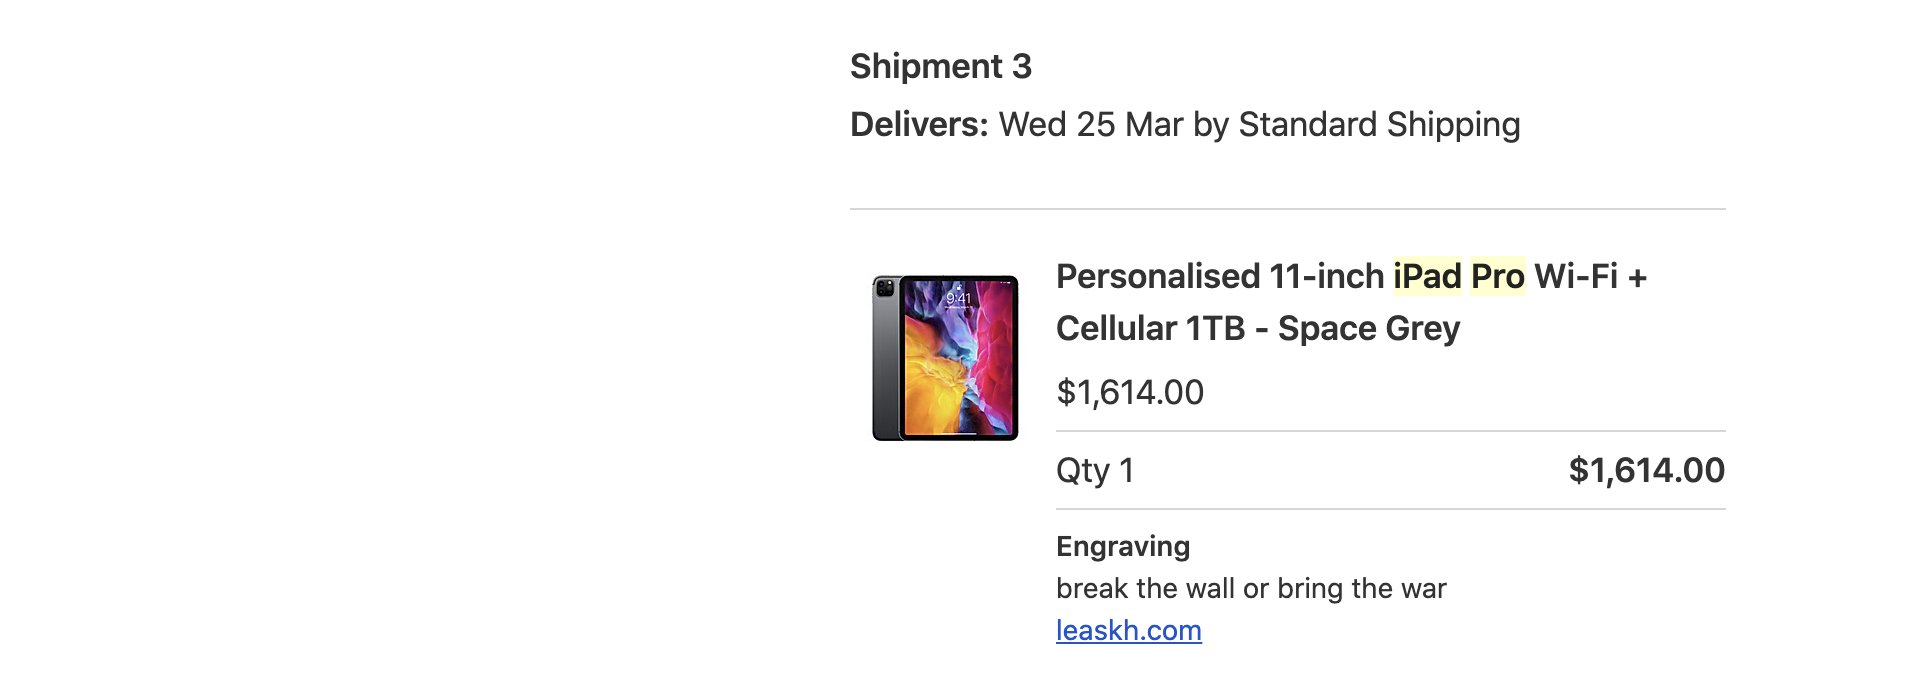 Shipment 3
Delivers: Wed 25 Mar by Standard Shipping
Personalised 11-inch iPad Pro Wi-Fi +
Cellular 1TB - Space Grey
9:41
$1,614.00
Qty 1 $1,614.00
Engraving
break the wall or bring the war
leaskh.com